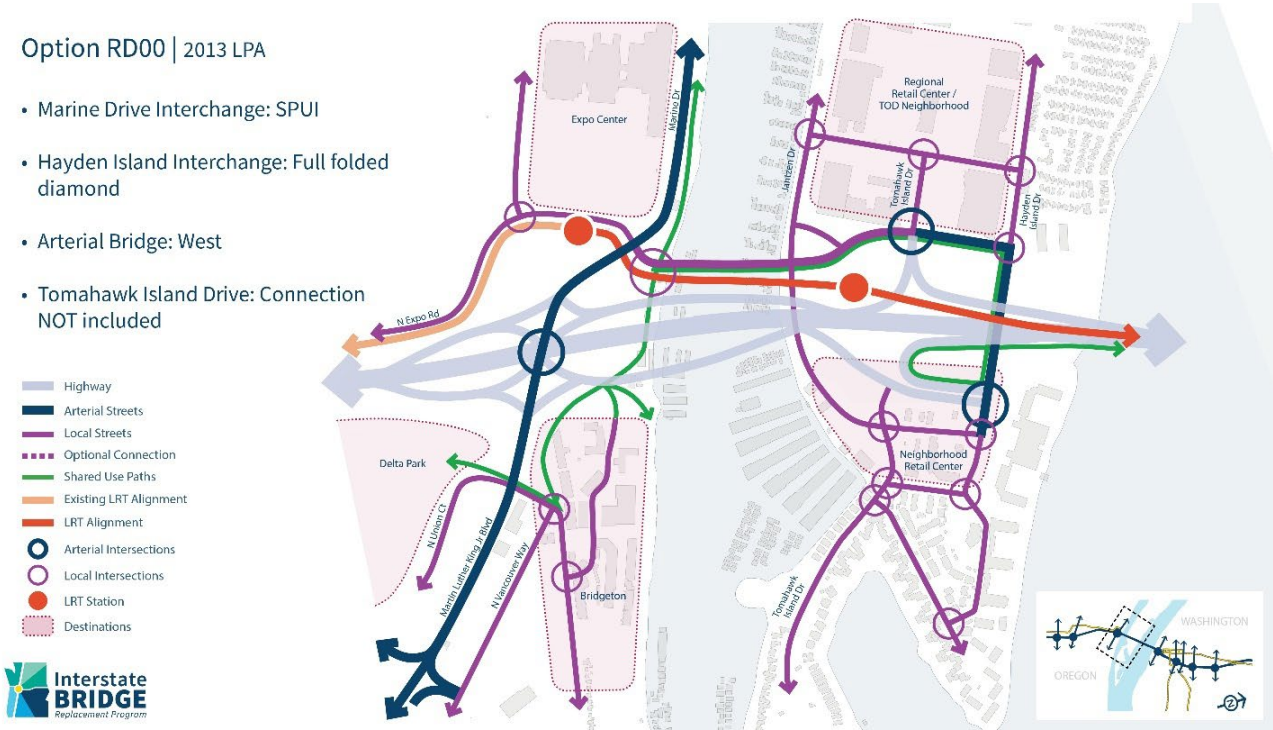 Option RD00 | 2013 LPA
• Marine Drive Interchange: SPUI
• Hayden Island Interchange: Full folded
diamond
• Arterial Bridge: West
• Tomahawk Island Drive: Connection
NOT included
Highway
Arterial Streets
Local Streets
Optional Connection
Shared Use Paths
Existing LRT Alignment
LRT Alignment
Arterial Intersections
Local Intersections
LRT Station
Destinations
Interstate
BRIDGE
Replacement Program
Expo Center
Marine Dr
N Expo Rd
Delta Park
N Union Ct
Martin Luther King Jr Blvd
N Vancouver Way
Bridgeton
Regional
Retail Center /
TOD Neighborhood
Jantzen Dr
Tomahawk
Island Dr
Hayden
Island Dr
Neighborhood
Retail Center
Tomahawk
Island Dr
WASHINGTON
OREGON
Z